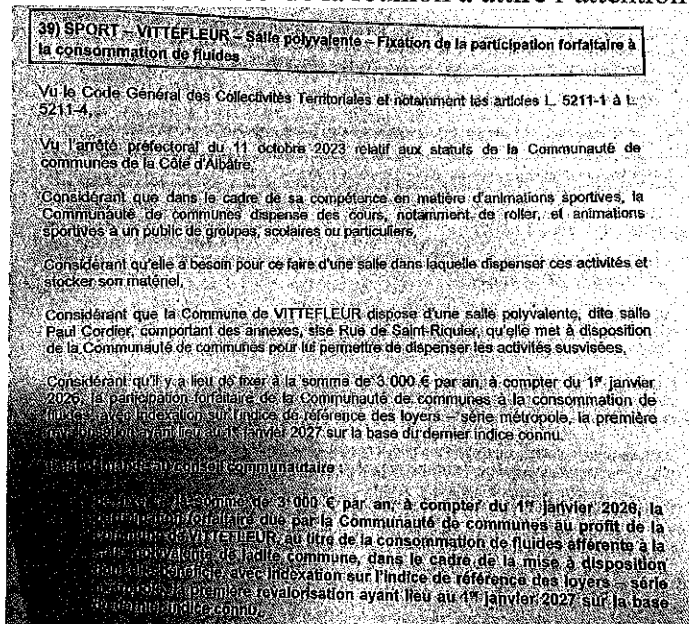 attire l'attention
39) SPORT – VITTEFLEUR – Salle polyvalente – Fixation de la participation forfaitaire à
la consommation de fluides
Vu le Code Général des Collectivités Territoriales et notamment les articles L. 5211-1 à L.
5211-4,
Vu l'arrêté préfectoral du 11 octobre 2023 relatif aux statuts de la Communauté de
communes de la Côte d'Albâtre,
Considérant que dans le cadre de sa compétence en matière d'animations sportives, la
Communauté de communes dispense des cours, notamment de roller, et animations
sportives à un public de groupes, scolaires ou particuliers,
Considérant qu'elle a besoin pour ce faire d'une salle dans laquelle dispenser ces activités et
stocker son matériel,
Considérant que la Commune de VITTEFLEUR dispose d'une salle polyvalente, dite salle
Paul Cordier, comportant des annexes, sise Rue de Saint-Riquier, qu'elle met à disposition
de la Communauté de communes pour lui permettre de dispenser les activités susvisées,
Considérant qu'il y a lieu de fixer à la somme de 3 000 € par an, à compter du 1er janvier
2026, la participation forfaitaire de la Communauté de communes à la consommation de
fluides, avec indexation sur l'indice de référence des loyers – série métropole, la première
revalorisation ayant lieu au 1er janvier 2027 sur la base du dernier indice connu.
au conseil communautaire :
somme de 3 000 € par an, à compter du 1er janvier 2026, la
participation forfaitaire due par la Communauté de communes au profit de la
commune de VITTEFLEUR, au titre de la consommation de fluides afférente à la
polyvalente de ladite commune, dans le cadre de la mise à disposition
bénéficie, avec indexation sur l'indice de référence des loyers – série
première revalorisation ayant lieu au 1er janvier 2027 sur la base
indice connu.